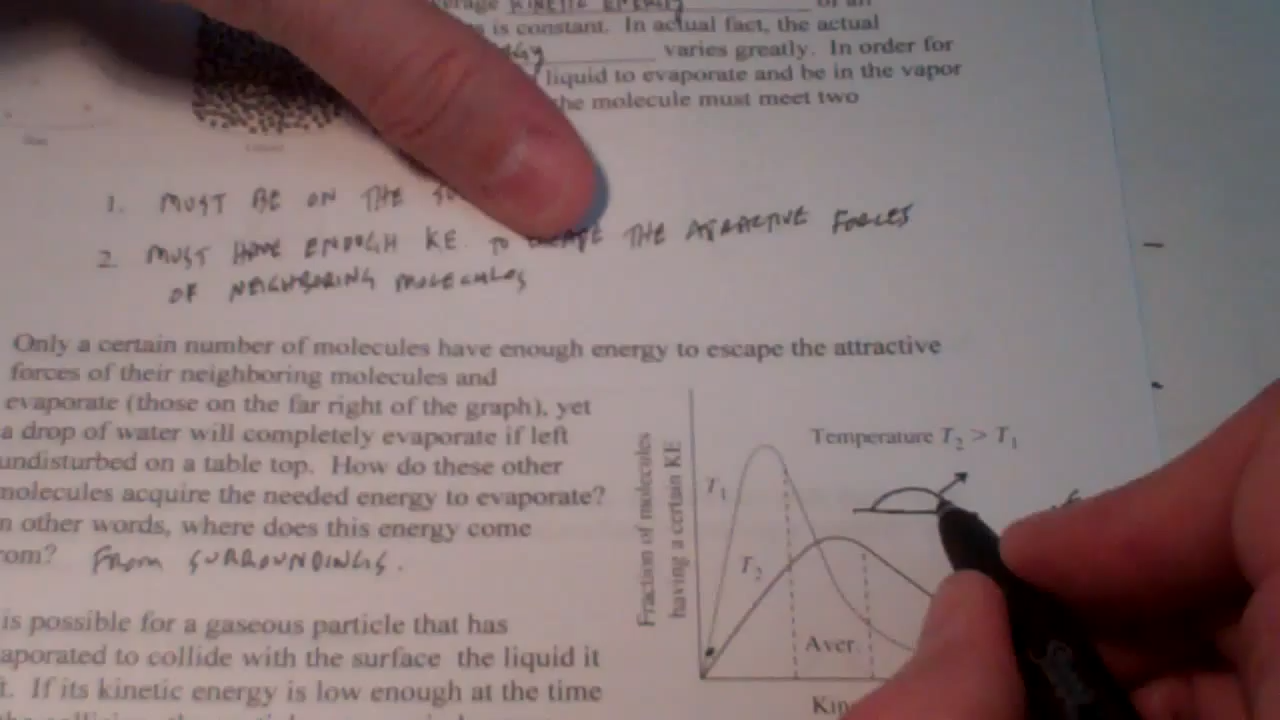 KINETIC ENERGY
is constant. In actual fact, the actual
varies greatly. In order for
liquid to evaporate and be in the vapor
the molecule must meet two
1. MUST BE ON THE
2. MUST HAVE ENOUGH KE. TO THE ATTRACTIVE FORCES
OF NEIGHBORING MOLECULES
Only a certain number of molecules have enough energy to escape the attractive
forces of their neighboring molecules and
evaporate (those on the far right of the graph), yet
a drop of water will completely evaporate if left
undisturbed on a table top. How do these other
molecules acquire the needed energy to evaporate?
n other words, where does this energy come
rom? FROM SURROUNDINGS.
is possible for a gaseous particle that has
aporated to collide with the surface the liquid it
t. If its kinetic energy is low enough at the time
Fraction of molecules
having a certain KE
Temperature T2 > T1
T1
T2
Aver.
Kin